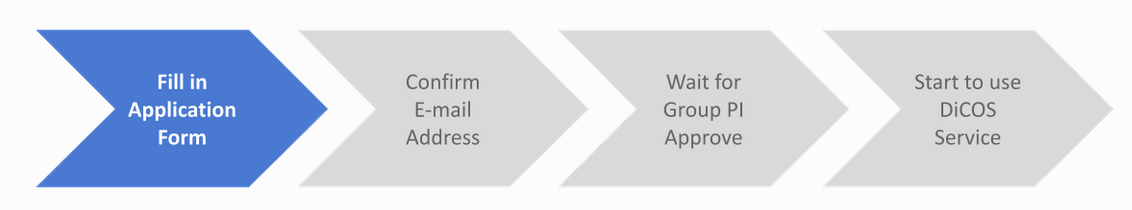 Fill in
Application
Form
Confirm
E-mail
Address
Wait for
Group PI
Approve
Start to use
DiCOS
Service